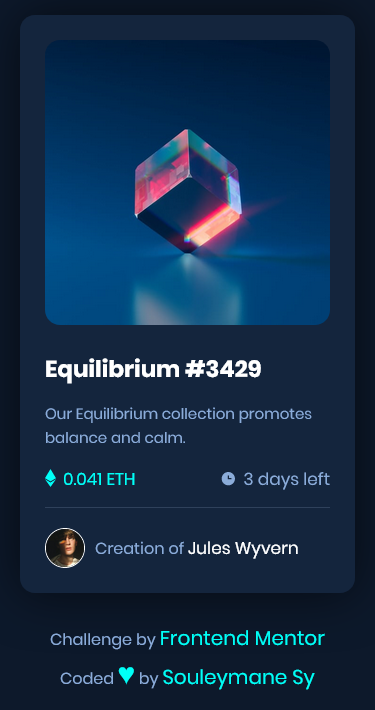 Equilibrium #3429
Our Equilibrium collection promotes
balance and calm.
0.041 ETH
3 days left
Creation of Jules Wyvern
Challenge by Frontend Mentor
Coded ♥ by Souleymane Sy